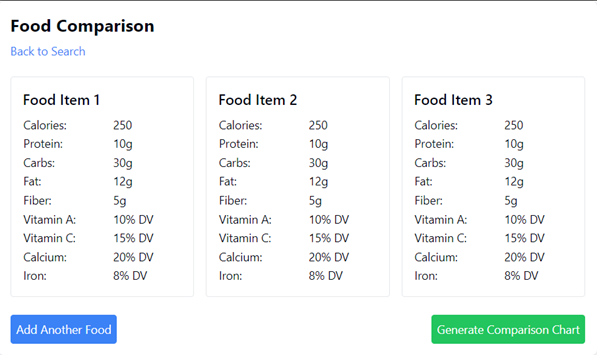 Food Comparison
Back to Search
Food Item 1
Calories: 250
Protein: 10g
Carbs: 30g
Fat: 12g
Fiber: 5g
Vitamin A: 10% DV
Vitamin C: 15% DV
Calcium: 20% DV
Iron: 8% DV
Food Item 2
Calories: 250
Protein: 10g
Carbs: 30g
Fat: 12g
Fiber: 5g
Vitamin A: 10% DV
Vitamin C: 15% DV
Calcium: 20% DV
Iron: 8% DV
Food Item 3
Calories: 250
Protein: 10g
Carbs: 30g
Fat: 12g
Fiber: 5g
Vitamin A: 10% DV
Vitamin C: 15% DV
Calcium: 20% DV
Iron: 8% DV
Add Another Food
Generate Comparison Chart